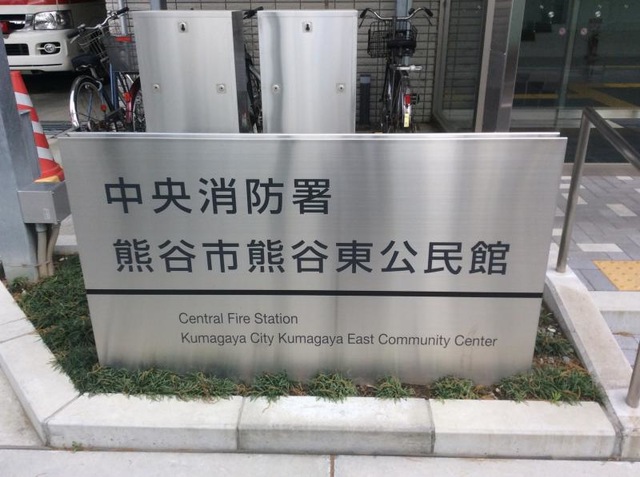 中央消防署
熊谷市熊谷東公民館
Central Fire Station
Kumagaya City Kumagaya East Community Center